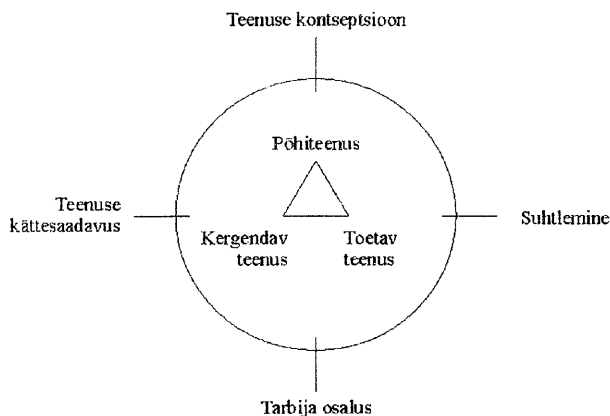 Teenuse kontseptsioon
Põhiteenus
Teenuse
kättesaadavus
Suhtlemine
Kergendav
teenus
Toetav
teenus
Tarbija osalus